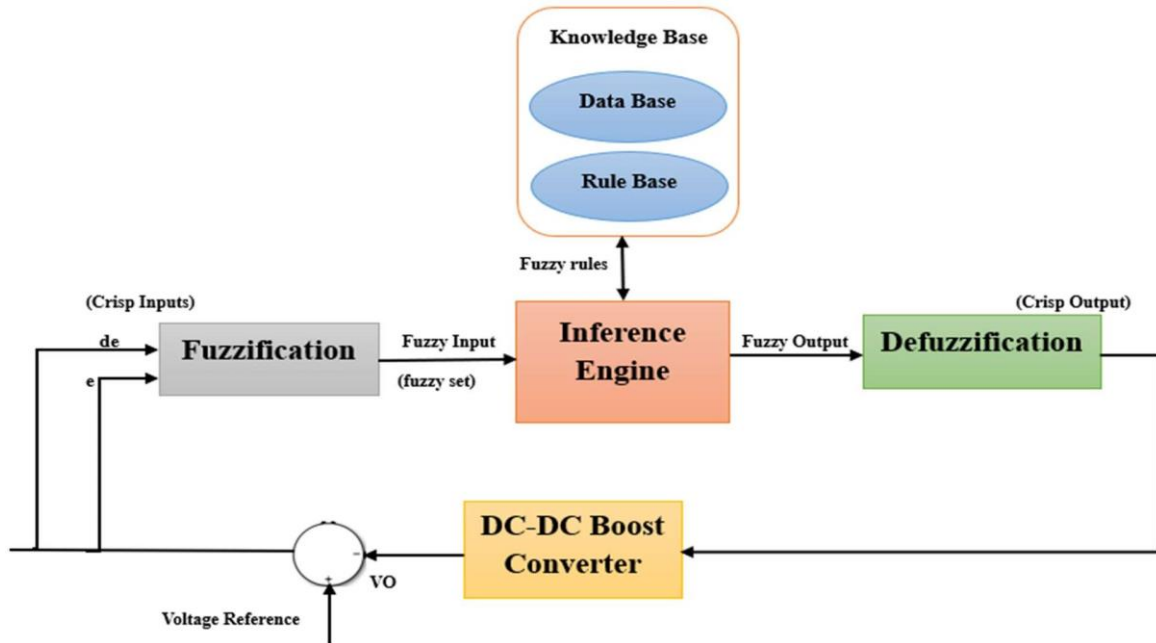 Knowledge Base
Data Base
Rule Base
Fuzzy rules
(Crisp Inputs)
(Crisp Output)
de
Fuzzification
Fuzzy Input
(fuzzy set)
Inference
Engine
Fuzzy Output
Defuzzification
e
DC-DC Boost
Converter
-
+
VO
Voltage Reference